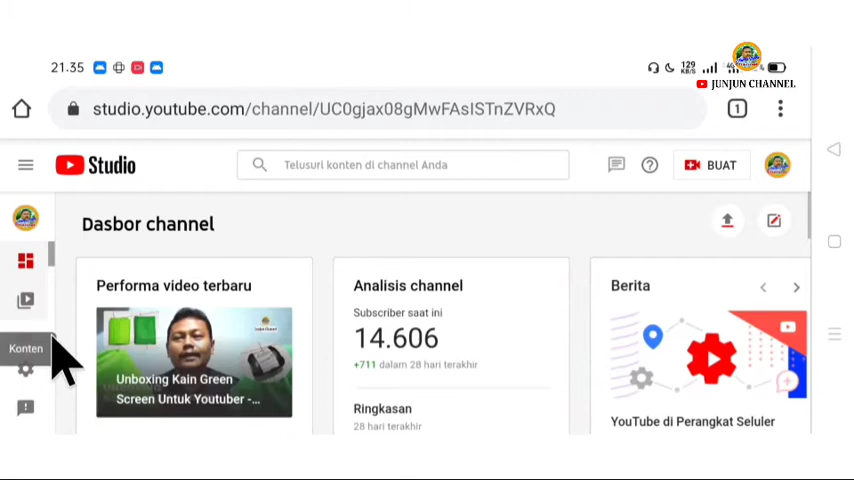 21.35
129
KB/S
JUNJUN CHANNEL
studio.youtube.com/channel/UC0gjax08gMwFAsISTnZVRxQ
1
Studio
Telusuri konten di channel Anda
BUAT
Dasbor channel
Performa video terbaru
Unboxing Kain Green
Screen Untuk Youtuber -...
Analisis channel
Subscriber saat ini
14.606
+711 dalam 28 hari terakhir
Ringkasan
28 hari terakhir
Berita
YouTube di Perangkat Seluler
Konten